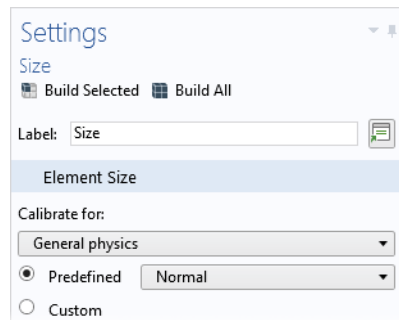 Settings
Size
Build Selected Build All
Label: Size
Element Size
Calibrate for:
General physics
Predefined Normal
Custom